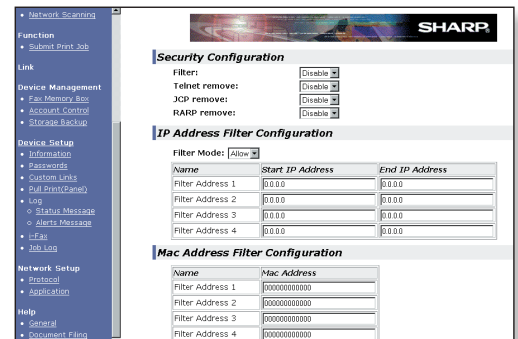 Network Scanning
Function
Submit Print Job
Link
Device Management
Fax Memory Box
Account Control
Storage Backup
Device Setup
Information
Passwords
Custom Links
Pull Print(Panel)
Log
Status Message
Alerts Message
i-Fax
Job Log
Network Setup
Protocol
Application
Help
General
Document Filing
SHARP
Security Configuration
Filter: Disable
Telnet remove: Disable
JCP remove: Disable
RARP remove: Disable
IP Address Filter Configuration
Filter Mode: Allow
Name Start IP Address End IP Address
Filter Address 1 0.0.0.0 0.0.0.0
Filter Address 2 0.0.0.0 0.0.0.0
Filter Address 3 0.0.0.0 0.0.0.0
Filter Address 4 0.0.0.0 0.0.0.0
Mac Address Filter Configuration
Name Mac Address
Filter Address 1 000000000000
Filter Address 2 000000000000
Filter Address 3 000000000000
Filter Address 4 000000000000